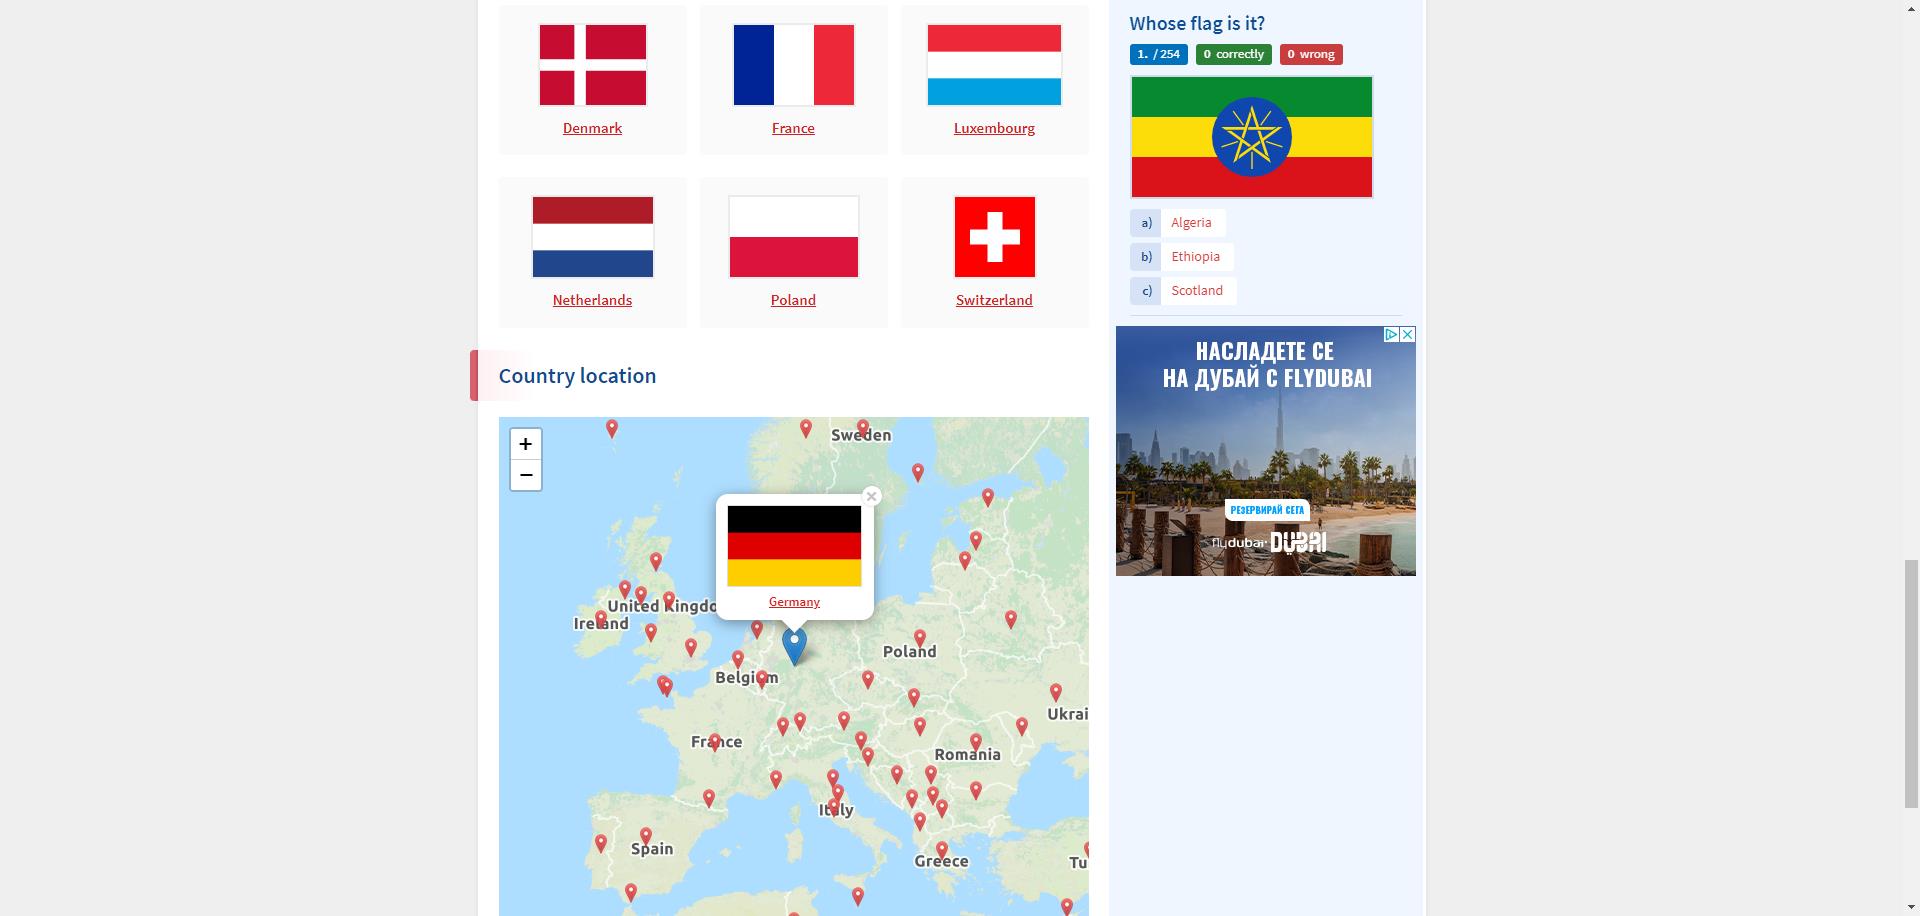 Denmark
France
Luxembourg
Netherlands
Poland
Switzerland
Country location
+
−
Sweden
United Kingdo
Ireland
Poland
Belgium
Ukrai
France
Romania
Italy
Spain
Greece
Tu
×
Germany
Whose flag is it?
1. / 254
0 correctly
0 wrong
a) Algeria
b) Ethiopia
c) Scotland
НАСЛАДЕТЕ СЕ
НА ДУБАЙ С FLYDUBAI
РЕЗЕРВИРАЙ СЕГА
flydubai DUBAI